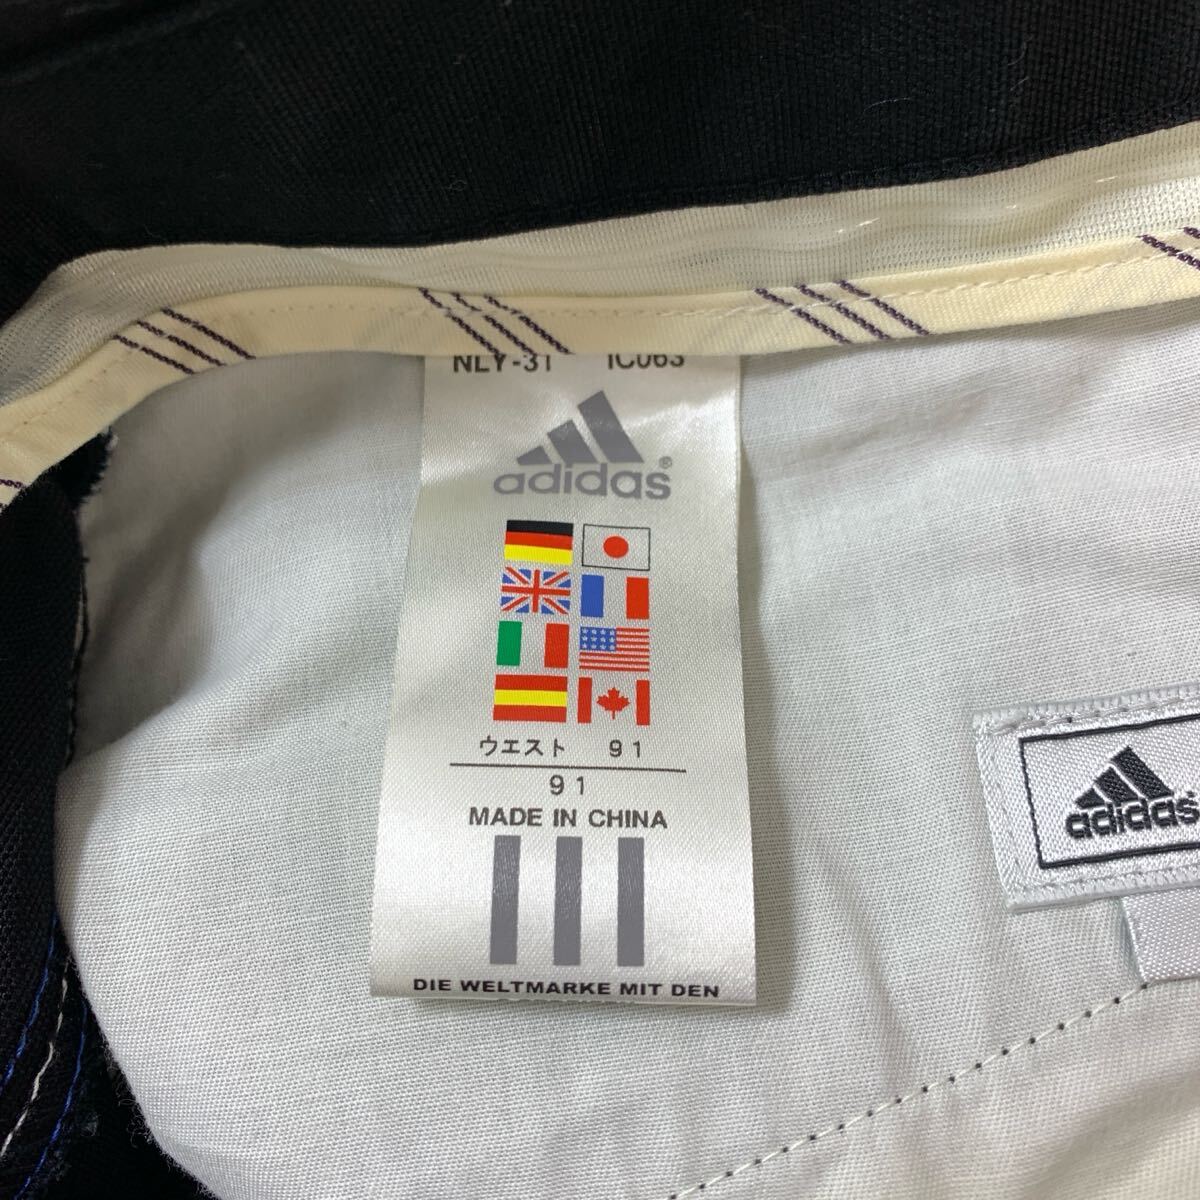 NLY-31 IC063
adidas®
ウエスト 91
91
MADE IN CHINA
DIE WELTMARKE MIT DEN
adidas